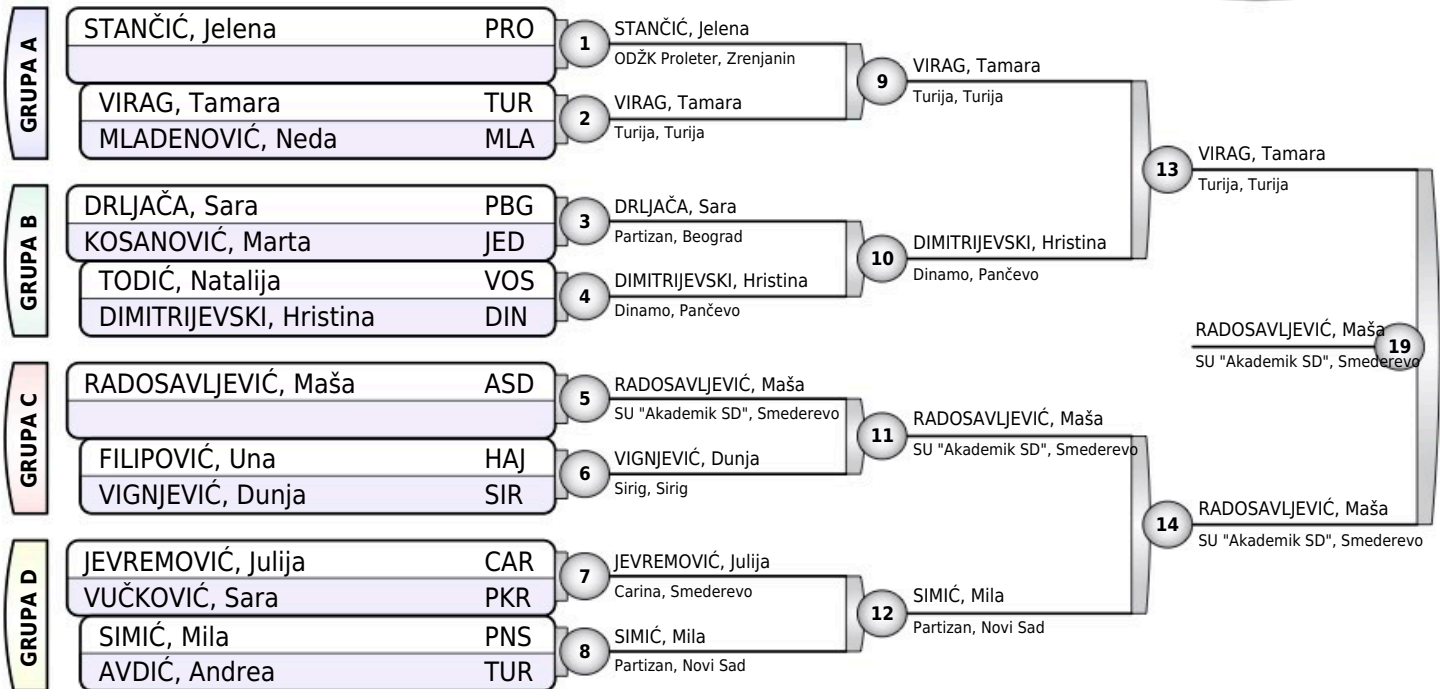 GRUPA A
STANČIĆ, Jelena PRO
VIRAG, Tamara TUR
MLADENOVIĆ, Neda MLA
GRUPA B
DRLJAČA, Sara PBG
KOSANOVIĆ, Marta JED
TODIĆ, Natalija VOS
DIMITRIJEVSKI, Hristina DIN
GRUPA C
RADOSAVLJEVIĆ, Maša ASD
FILIPOVIĆ, Una HAJ
VIGNJEVIĆ, Dunja SIR
GRUPA D
JEVREMOVIĆ, Julija CAR
VUČKOVIĆ, Sara PKR
SIMIĆ, Mila PNS
AVDIĆ, Andrea TUR
1
STANČIĆ, Jelena
ODŽK Proleter, Zrenjanin
2
VIRAG, Tamara
Turija, Turija
3
DRLJAČA, Sara
Partizan, Beograd
4
DIMITRIJEVSKI, Hristina
Dinamo, Pančevo
5
RADOSAVLJEVIĆ, Maša
SU "Akademik SD", Smederevo
6
VIGNJEVIĆ, Dunja
Sirig, Sirig
7
JEVREMOVIĆ, Julija
Carina, Smederevo
8
SIMIĆ, Mila
Partizan, Novi Sad
9
VIRAG, Tamara
Turija, Turija
10
DIMITRIJEVSKI, Hristina
Dinamo, Pančevo
11
RADOSAVLJEVIĆ, Maša
SU "Akademik SD", Smederevo
12
SIMIĆ, Mila
Partizan, Novi Sad
13
VIRAG, Tamara
Turija, Turija
14
RADOSAVLJEVIĆ, Maša
SU "Akademik SD", Smederevo
RADOSAVLJEVIĆ, Maša
19
SU "Akademik SD", Smederevo